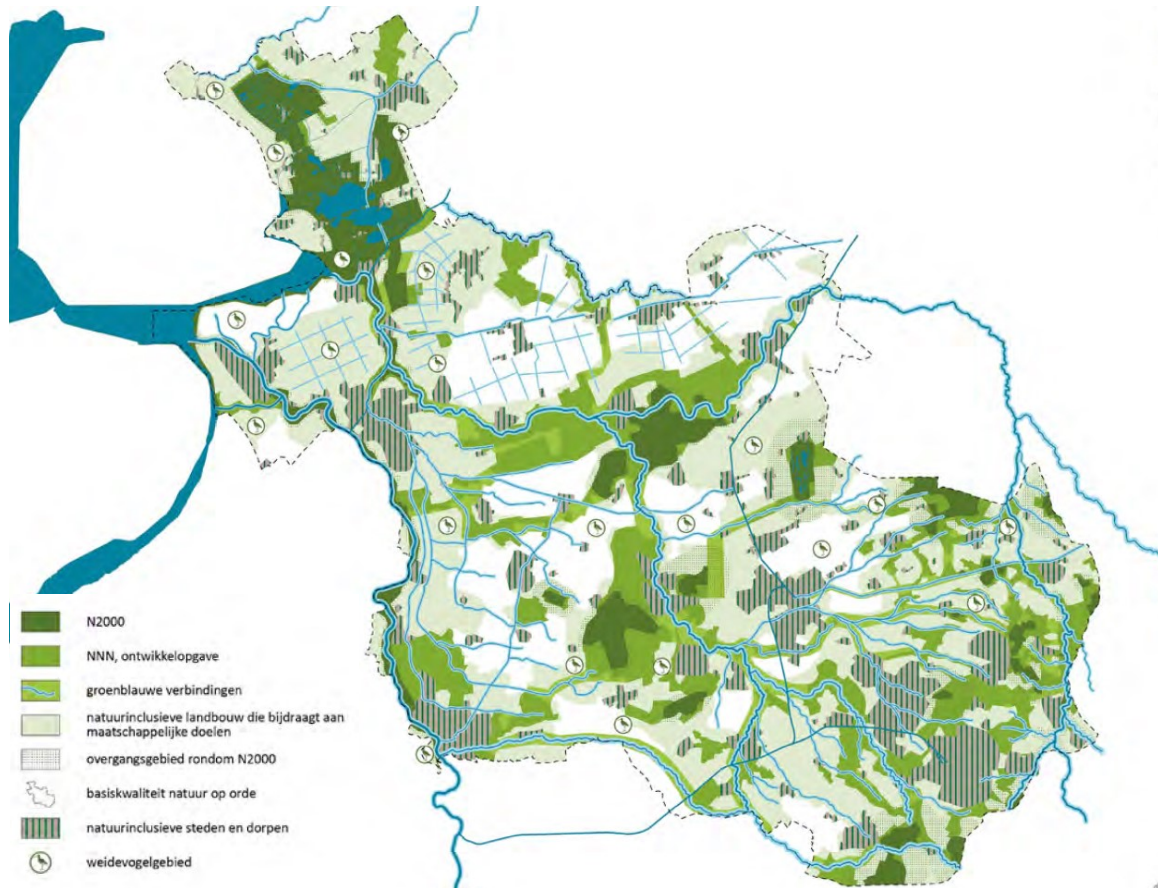 N2000
NNN, ontwikkelopgave
groenblauwe verbindingen
natuurinclusieve landbouw die bijdraagt aan
maatschappelijke doelen
overgangsgebied rondom N2000
basiskwaliteit natuur op orde
natuurinclusieve steden en dorpen
weidevogelgebied